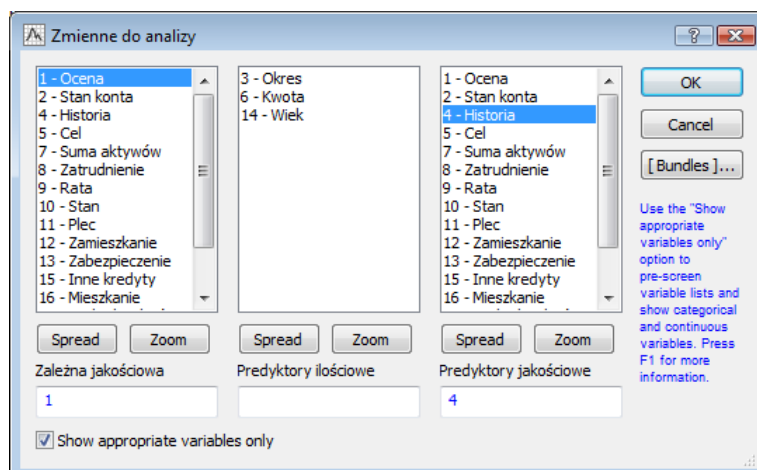 Zmienne do analizy
1 - Ocena
2 - Stan konta
4 - Historia
5 - Cel
7 - Suma aktywów
8 - Zatrudnienie
9 - Rata
10 - Stan
11 - Plec
12 - Zamieszkanie
13 - Zabezpieczenie
15 - Inne kredyty
16 - Mieszkanie
Spread
Zoom
Zależna jakościowa
1
3 - Okres
6 - Kwota
14 - Wiek
Spread
Zoom
Predyktory ilościowe
1 - Ocena
2 - Stan konta
4 - Historia
5 - Cel
7 - Suma aktywów
8 - Zatrudnienie
9 - Rata
10 - Stan
11 - Plec
12 - Zamieszkanie
13 - Zabezpieczenie
15 - Inne kredyty
16 - Mieszkanie
Spread
Zoom
Predyktory jakościowe
4
OK
Cancel
[ Bundles ]...
Use the "Show
appropriate
variables only"
option to
pre-screen
variable lists and
show categorical
and continuous
variables. Press
F1 for more
information.
Show appropriate variables only